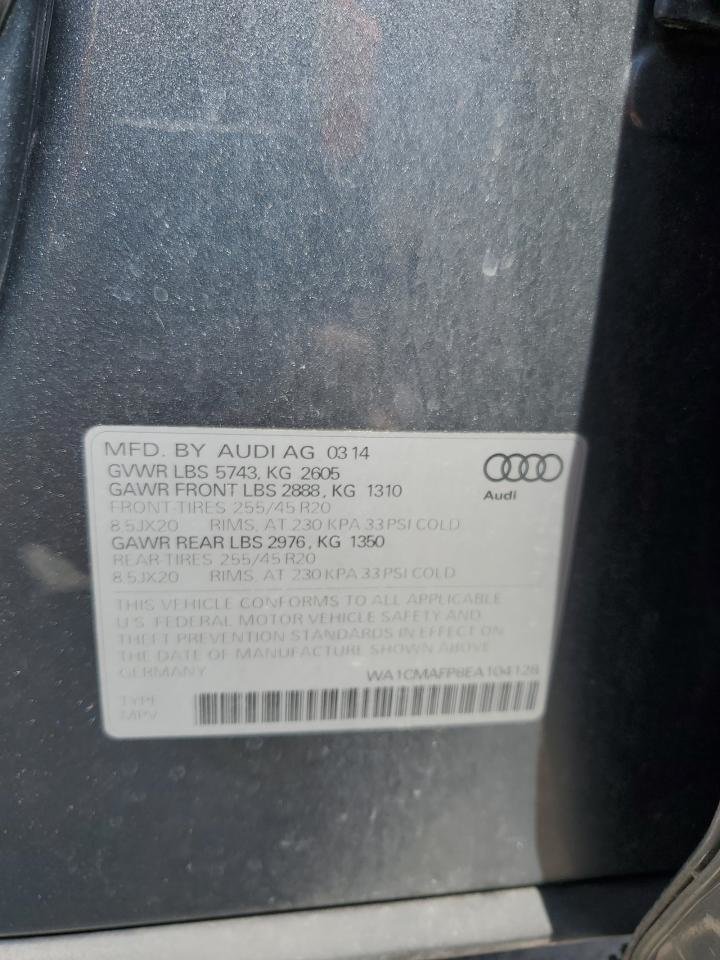 MFD. BY AUDI AG 03 14
GVWR LBS 5743, KG 2605
GAWR FRONT LBS 2888, KG 1310
FRONT-TIRES 255/45 R20
8.5JX20 RIMS, AT 230 KPA 33 PSI COLD
GAWR REAR LBS 2976, KG 1350
REAR-TIRES 255/45 R20
8.5JX20 RIMS, AT 230 KPA 33 PSI COLD
Audi
THIS VEHICLE CONFORMS TO ALL APPLICABLE
U.S. FEDERAL MOTOR VEHICLE SAFETY AND
THEFT PREVENTION STANDARDS IN EFFECT ON
THE DATE OF MANUFACTURE SHOWN ABOVE.
GERMANY WA1CMAFP8EA104128
TYPE
MPV